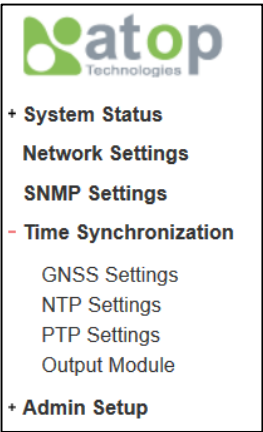 atop
Technologies
+ System Status
Network Settings
SNMP Settings
- Time Synchronization
GNSS Settings
NTP Settings
PTP Settings
Output Module
+ Admin Setup